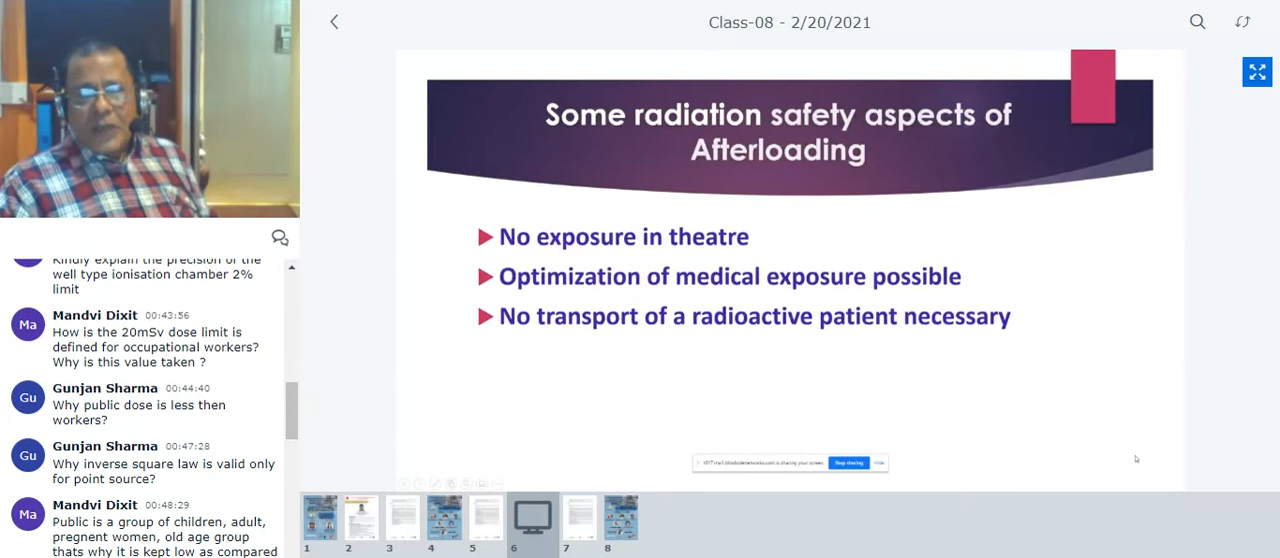 Class-08 - 2/20/2021
Some radiation safety aspects of
Afterloading
No exposure in theatre
Optimization of medical exposure possible
No transport of a radioactive patient necessary
is sharing your screen.
Stop sharing
Hide
Kindly explain the precision of the
well type ionisation chamber 2%
limit
Ma
Mandvi Dixit 00:43:56
How is the 20mSv dose limit is
defined for occupational workers?
Why is this value taken ?
Gu
Gunjan Sharma 00:44:40
Why public dose is less then
workers?
Gu
Gunjan Sharma 00:47:28
Why inverse square law is valid only
for point source?
Ma
Mandvi Dixit 00:48:29
Public is a group of children, adult,
pregnent women, old age group
thats why it is kept low as compared
1
2
3
4
5
6
7
8